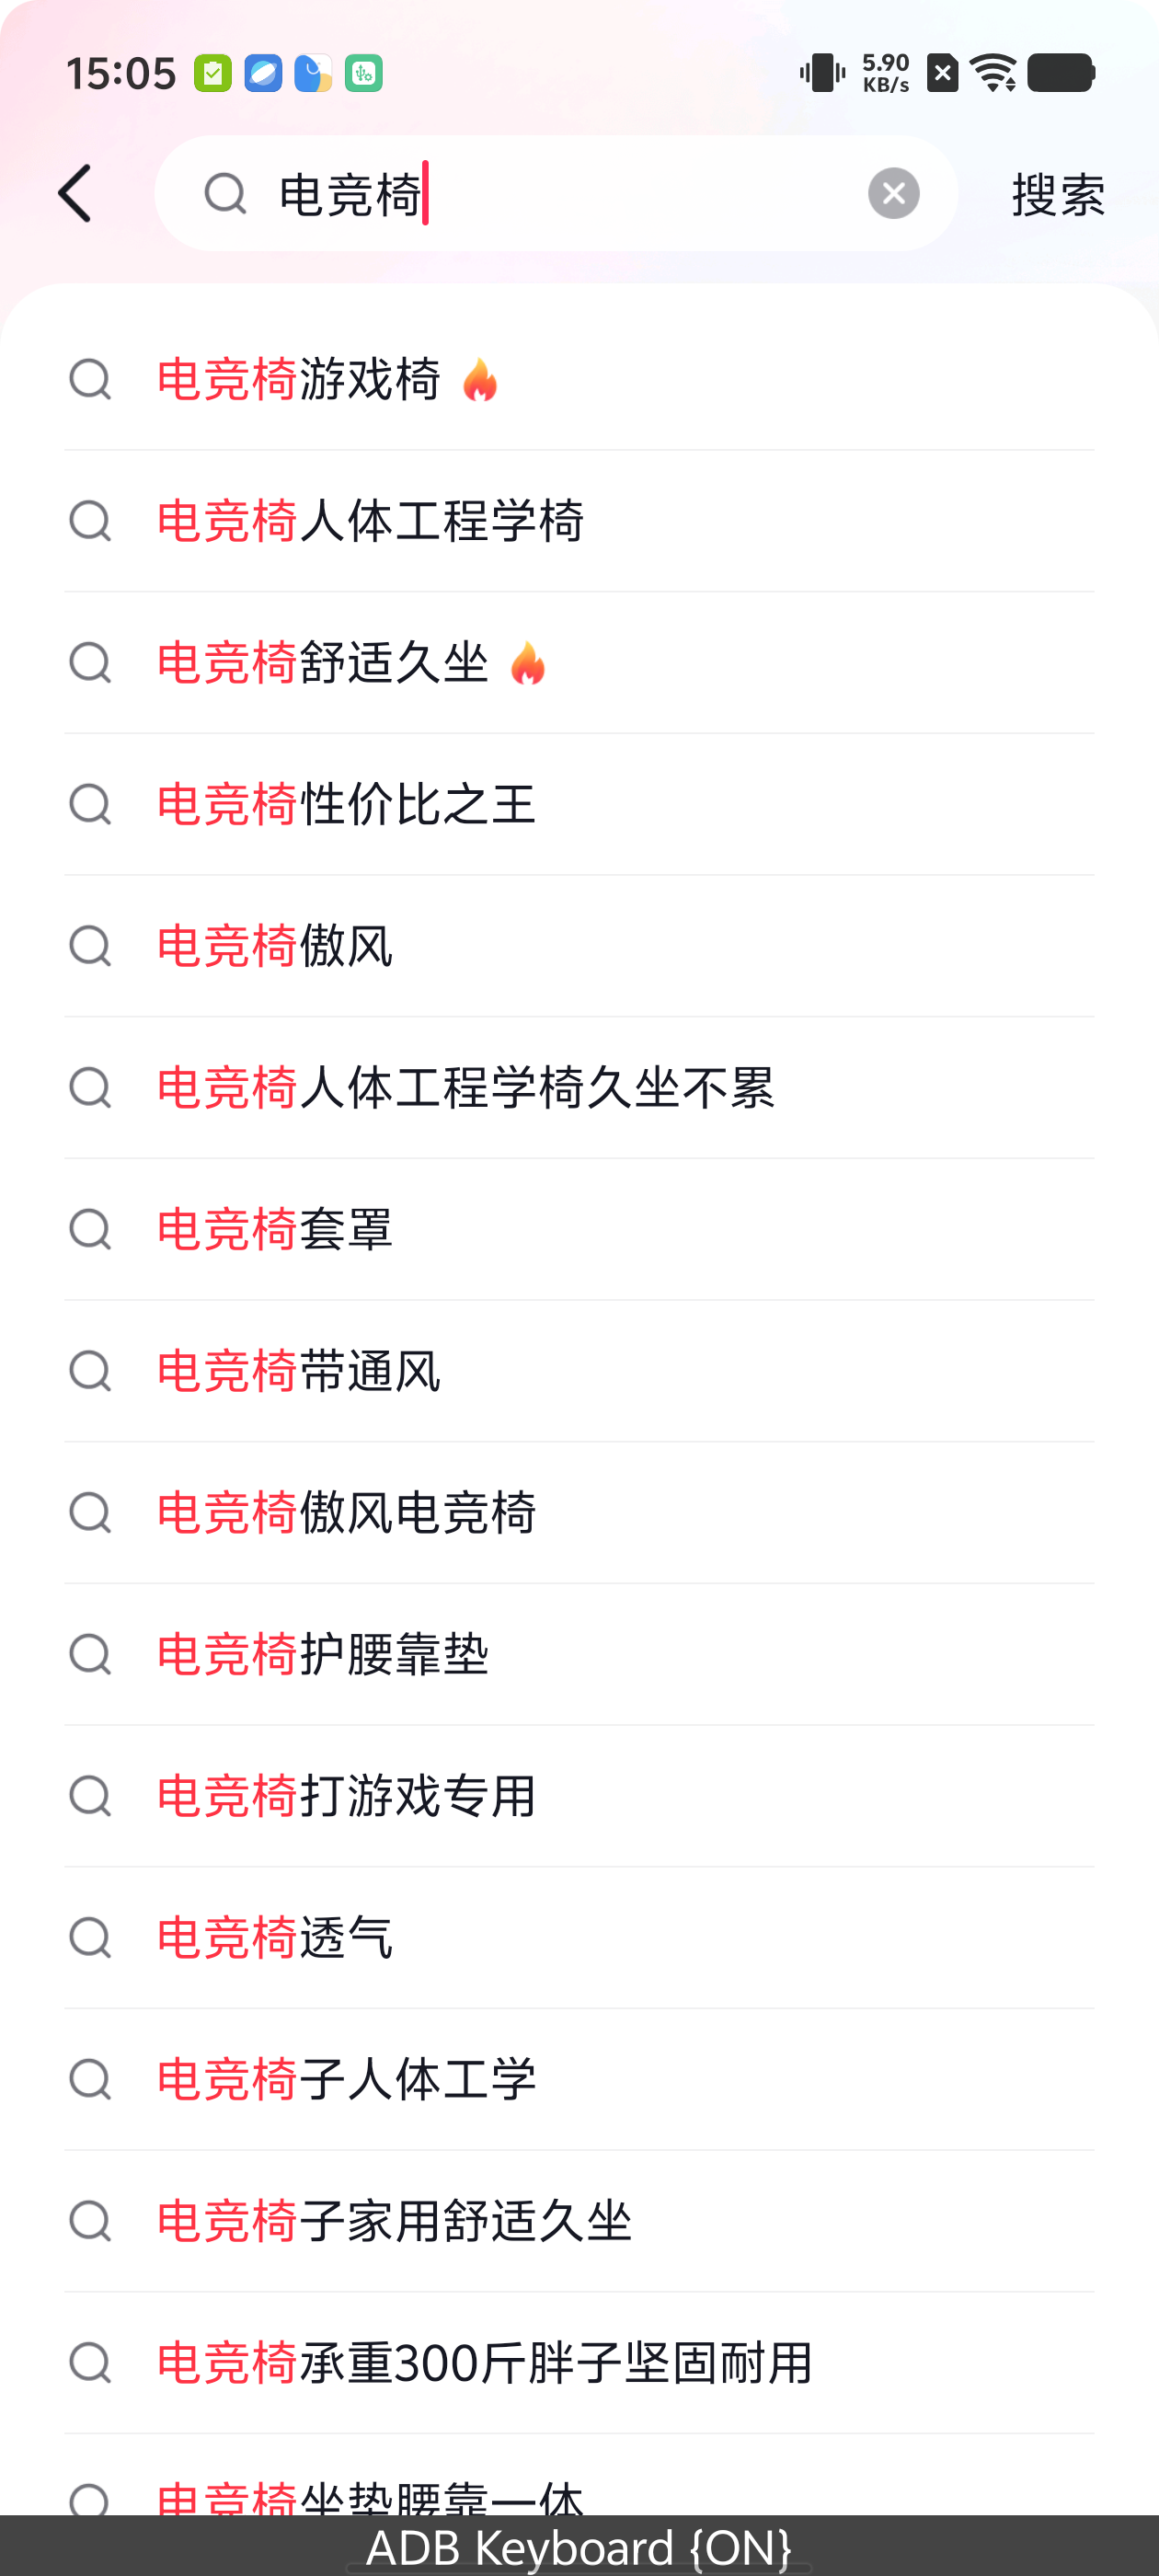 15:05
5.90 KB/s
电竞椅
搜索
电竞椅游戏椅
电竞椅人体工程学椅
电竞椅舒适久坐
电竞椅性价比之王
电竞椅傲风
电竞椅人体工程学椅久坐不累
电竞椅套罩
电竞椅带通风
电竞椅傲风电竞椅
电竞椅护腰靠垫
电竞椅打游戏专用
电竞椅透气
电竞椅子人体工学
电竞椅子家用舒适久坐
电竞椅承重300斤胖子坚固耐用
电竞椅坐垫腰靠一体
ADB Keyboard {ON}